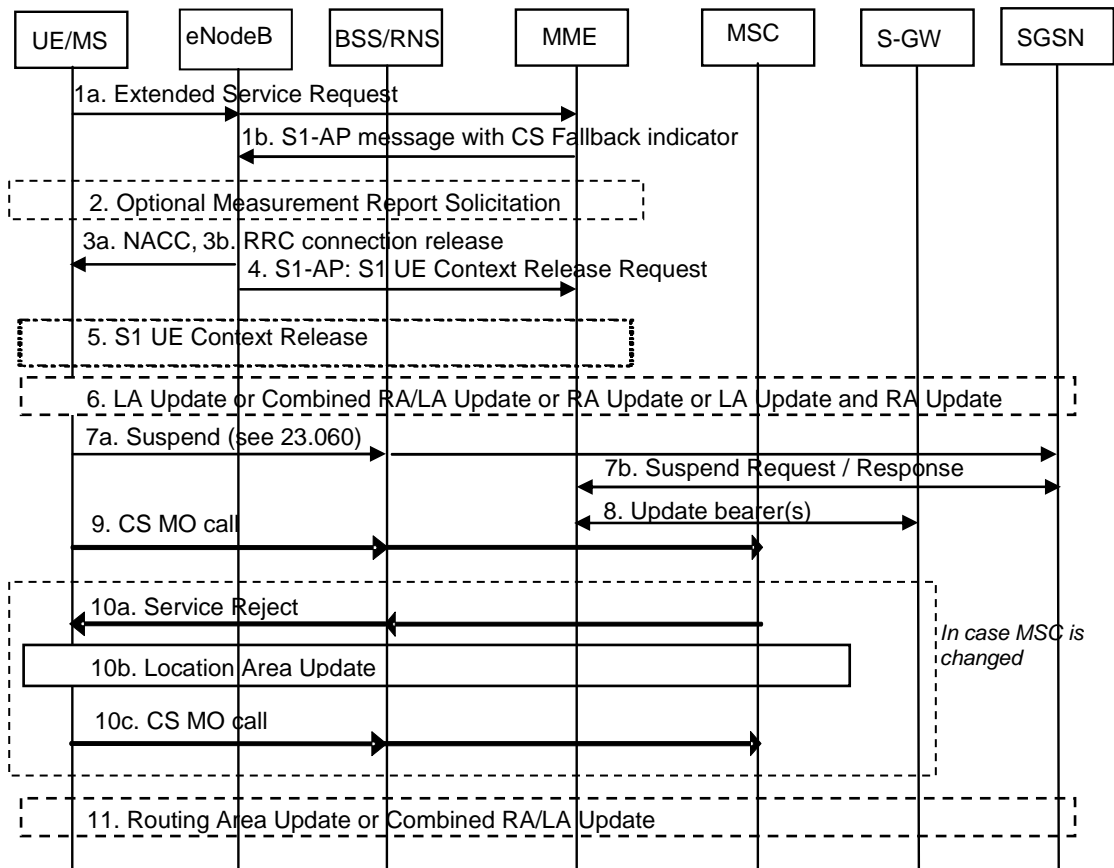 UE/MS
eNodeB
BSS/RNS
MME
MSC
S-GW
SGSN
1a. Extended Service Request
1b. S1-AP message with CS Fallback indicator
2. Optional Measurement Report Solicitation
3a. NACC, 3b. RRC connection release
4. S1-AP: S1 UE Context Release Request
5. S1 UE Context Release
6. LA Update or Combined RA/LA Update or RA Update or LA Update and RA Update
7a. Suspend (see 23.060)
7b. Suspend Request / Response
8. Update bearer(s)
9. CS MO call
10a. Service Reject
In case MSC is
changed
10b. Location Area Update
10c. CS MO call
11. Routing Area Update or Combined RA/LA Update